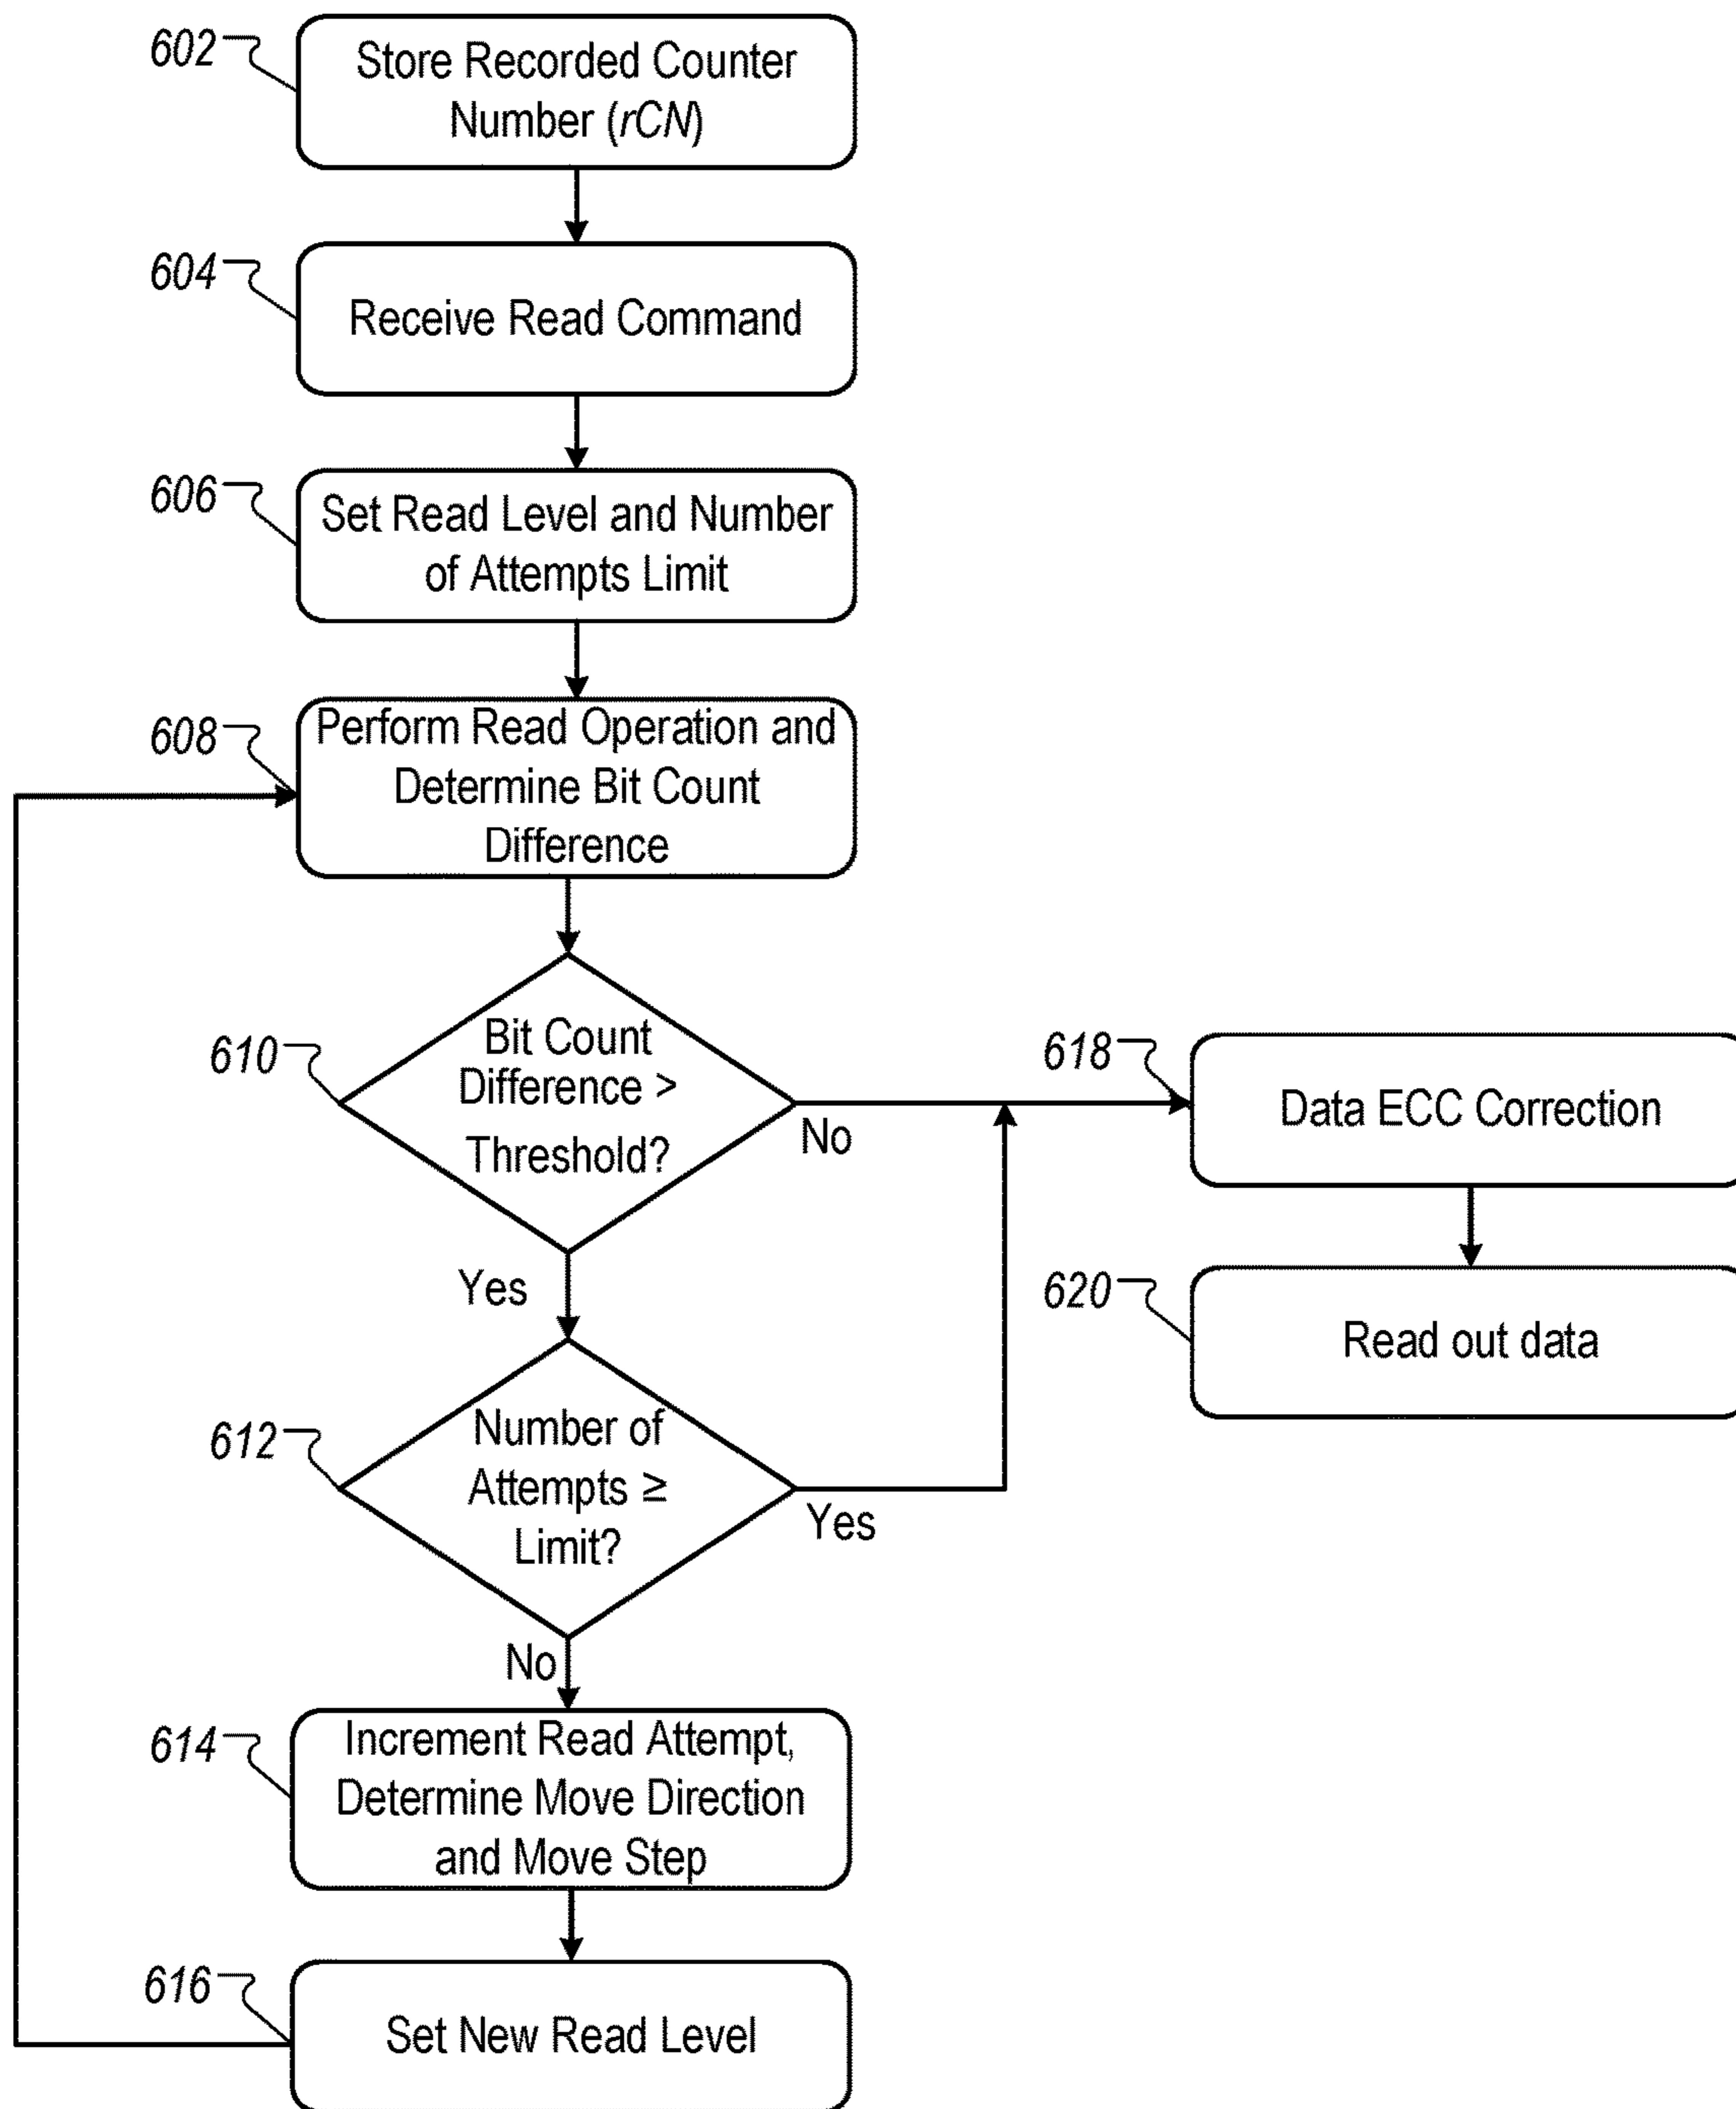 602
Store Recorded Counter
Number (rCN)
604
Receive Read Command
606
Set Read Level and Number
of Attempts Limit
608
Perform Read Operation and
Determine Bit Count
Difference
610
Bit Count
Difference >
Threshold?
No
Yes
618
Data ECC Correction
620
Read out data
612
Number of
Attempts ≥
Limit?
Yes
No
614
Increment Read Attempt,
Determine Move Direction
and Move Step
616
Set New Read Level